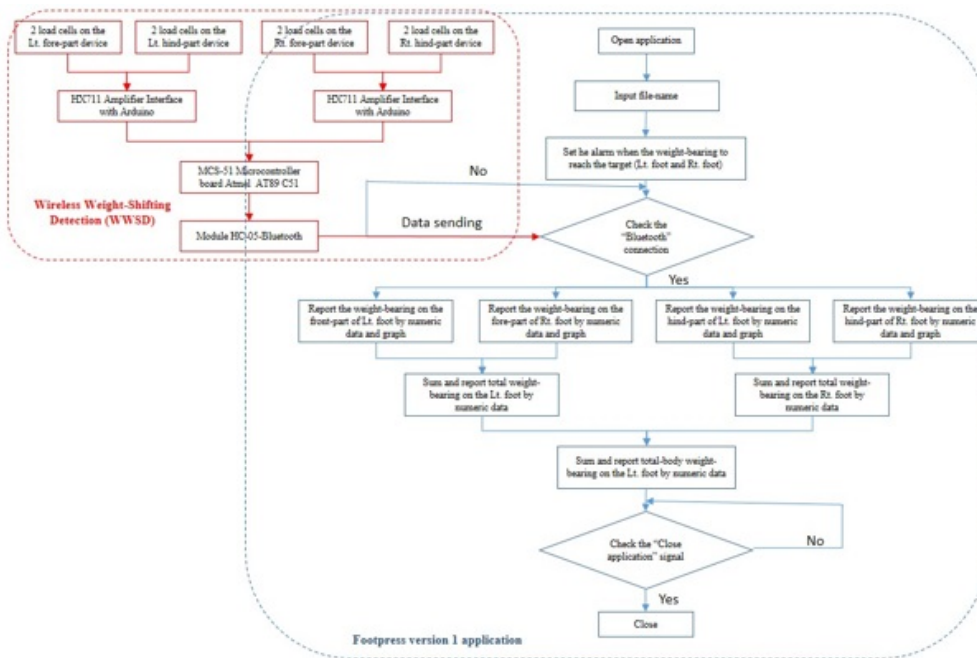 2 load cells on the
Lt. fore-part device
2 load cells on the
Lt. hind-part device
2 load cells on the
Rt. fore-part device
2 load cells on the
Rt. hind-part device
HX711 Amplifier Interface
with Arduino
HX711 Amplifier Interface
with Arduino
MCS-51 Microcontroller
board Atmel AT89 C51
Wireless Weight-Shifting
Detection (WWSD)
Module HC-05-Bluetooth
Data sending
No
Open application
Input file-name
Set he alarm when the weight-bearing to
reach the target (Lt. foot and Rt. foot)
Check the
"Bluetooth"
connection
Yes
Report the weight-bearing on the
front-part of Lt. foot by numeric
data and graph
Report the weight-bearing on the
fore-part of Rt. foot by numeric
data and graph
Report the weight-bearing on the
hind-part of Lt. foot by numeric
data and graph
Report the weight-bearing on the
hind-part of Rt. foot by numeric
data and graph
Sum and report total weight-
bearing on the Lt. foot by
numeric data
Sum and report total weight-
bearing on the Rt. foot by
numeric data
Sum and report total-body weight-
bearing on the Lt. foot by numeric data
Check the "Close
application" signal
No
Yes
Close
Footpress version 1 application